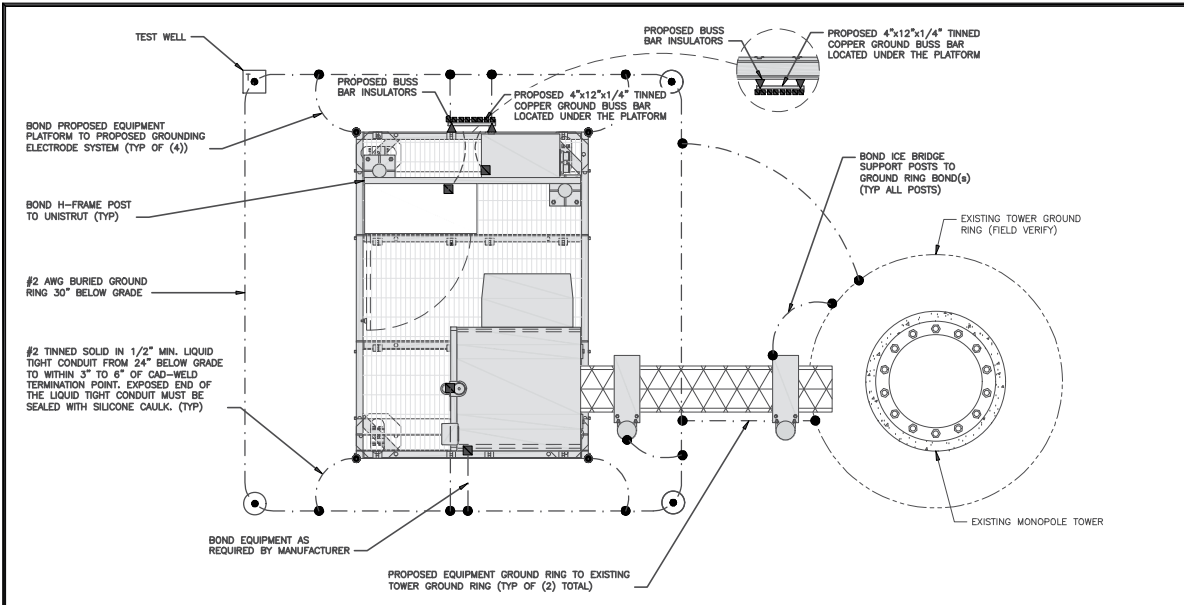 TEST WELL
T
PROPOSED BUSS
BAR INSULATORS
PROPOSED 4"x12"x1/4" TINNED
COPPER GROUND BUSS BAR
LOCATED UNDER THE PLATFORM
PROPOSED BUSS
BAR INSULATORS
PROPOSED 4"x12"x1/4" TINNED
COPPER GROUND BUSS BAR
LOCATED UNDER THE PLATFORM
BOND PROPOSED EQUIPMENT
PLATFORM TO PROPOSED GROUNDING
ELECTRODE SYSTEM (TYP OF (4))
BOND ICE BRIDGE
SUPPORT POSTS TO
GROUND RING BOND(s)
(TYP ALL POSTS)
BOND H-FRAME POST
TO UNISTRUT (TYP)
EXISTING TOWER GROUND
RING (FIELD VERIFY)
#2 AWG BURIED GROUND
RING 30" BELOW GRADE
#2 TINNED SOLID IN 1/2" MIN. LIQUID
TIGHT CONDUIT FROM 24" BELOW GRADE
TO WITHIN 3" TO 6" OF CAD-WELD
TERMINATION POINT. EXPOSED END OF
THE LIQUID TIGHT CONDUIT MUST BE
SEALED WITH SILICONE CAULK. (TYP)
EXISTING MONOPOLE TOWER
BOND EQUIPMENT AS
REQUIRED BY MANUFACTURER
PROPOSED EQUIPMENT GROUND RING TO EXISTING
TOWER GROUND RING (TYP OF (2) TOTAL)